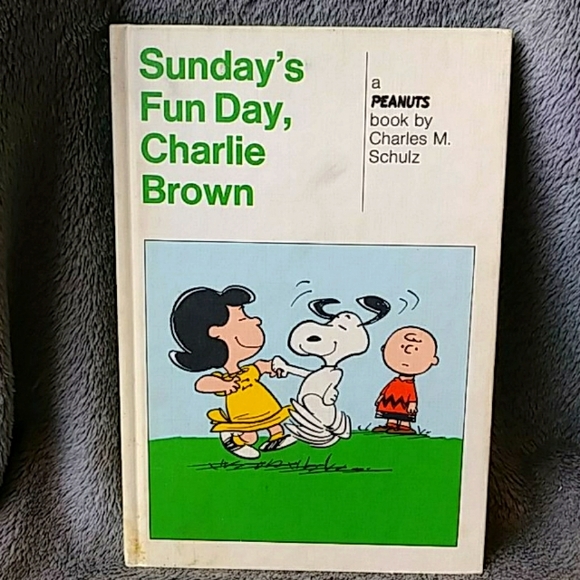 Sunday's
Fun Day,
Charlie
Brown
a
PEANUTS
book by
Charles M.
Schulz